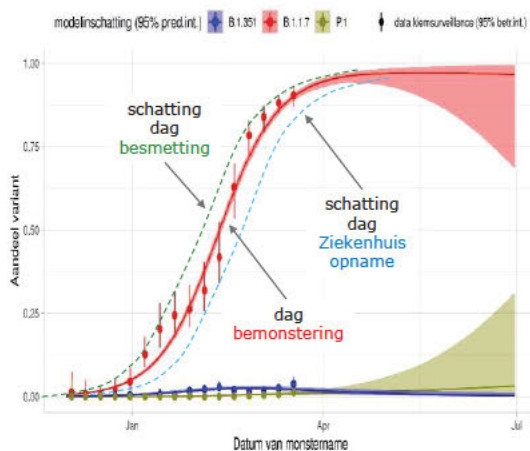 modelinschatting (95% pred.int.) B.1.351 B.1.1.7 P.1 data kiemsurveillance (95% betr.int.)
1.00
0.75
0.50
0.25
0.00
Aandeel variant
schatting
dag
besmetting
schatting
dag
Ziekenhuis
opname
dag
bemonstering
Jan Apr Jul
Datum van monstername